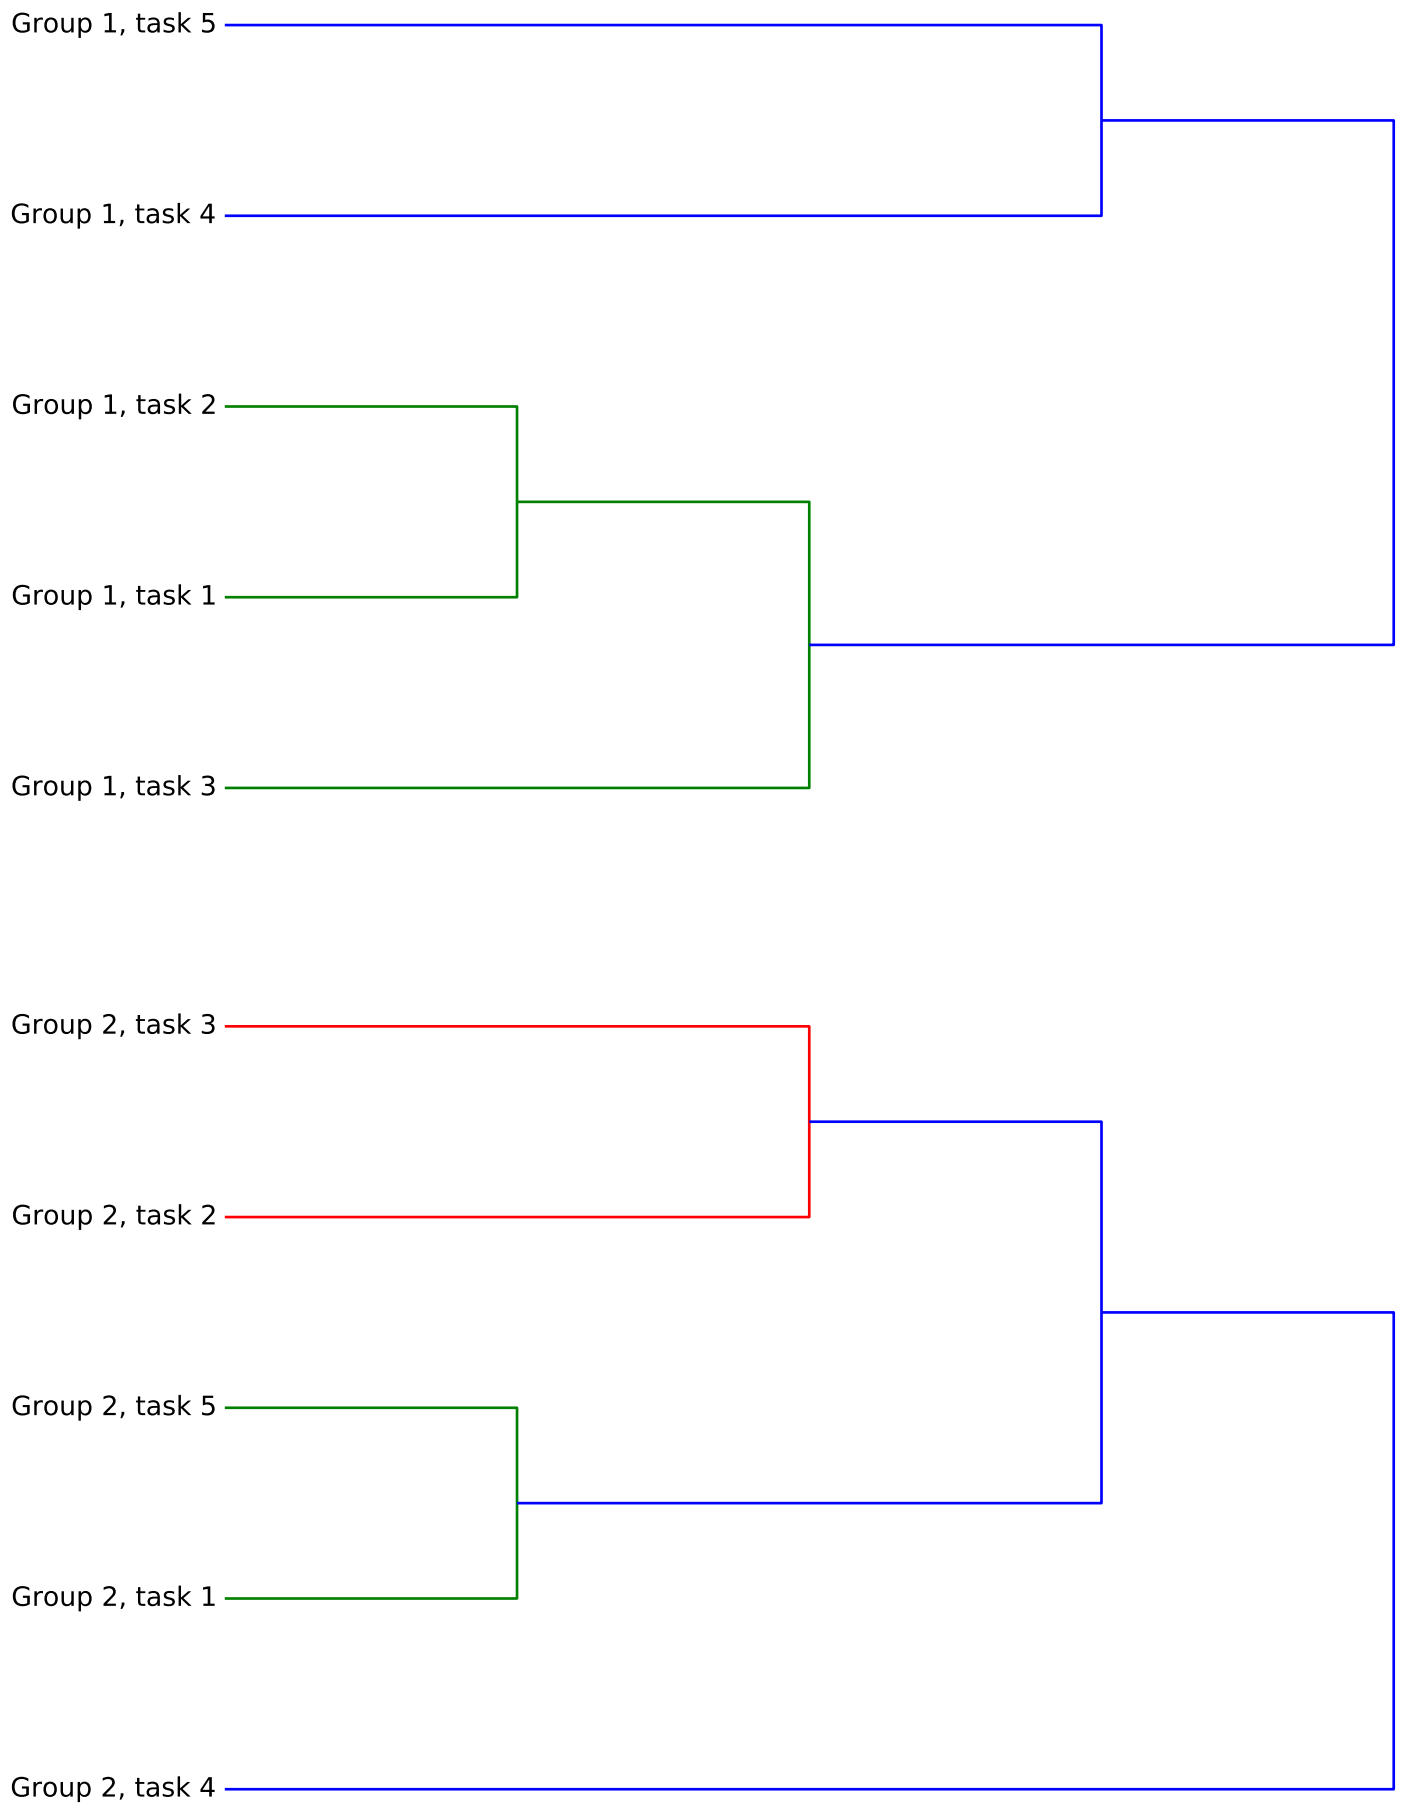 Group 1, task 5
Group 1, task 4
Group 1, task 2
Group 1, task 1
Group 1, task 3
Group 2, task 3
Group 2, task 2
Group 2, task 5
Group 2, task 1
Group 2, task 4